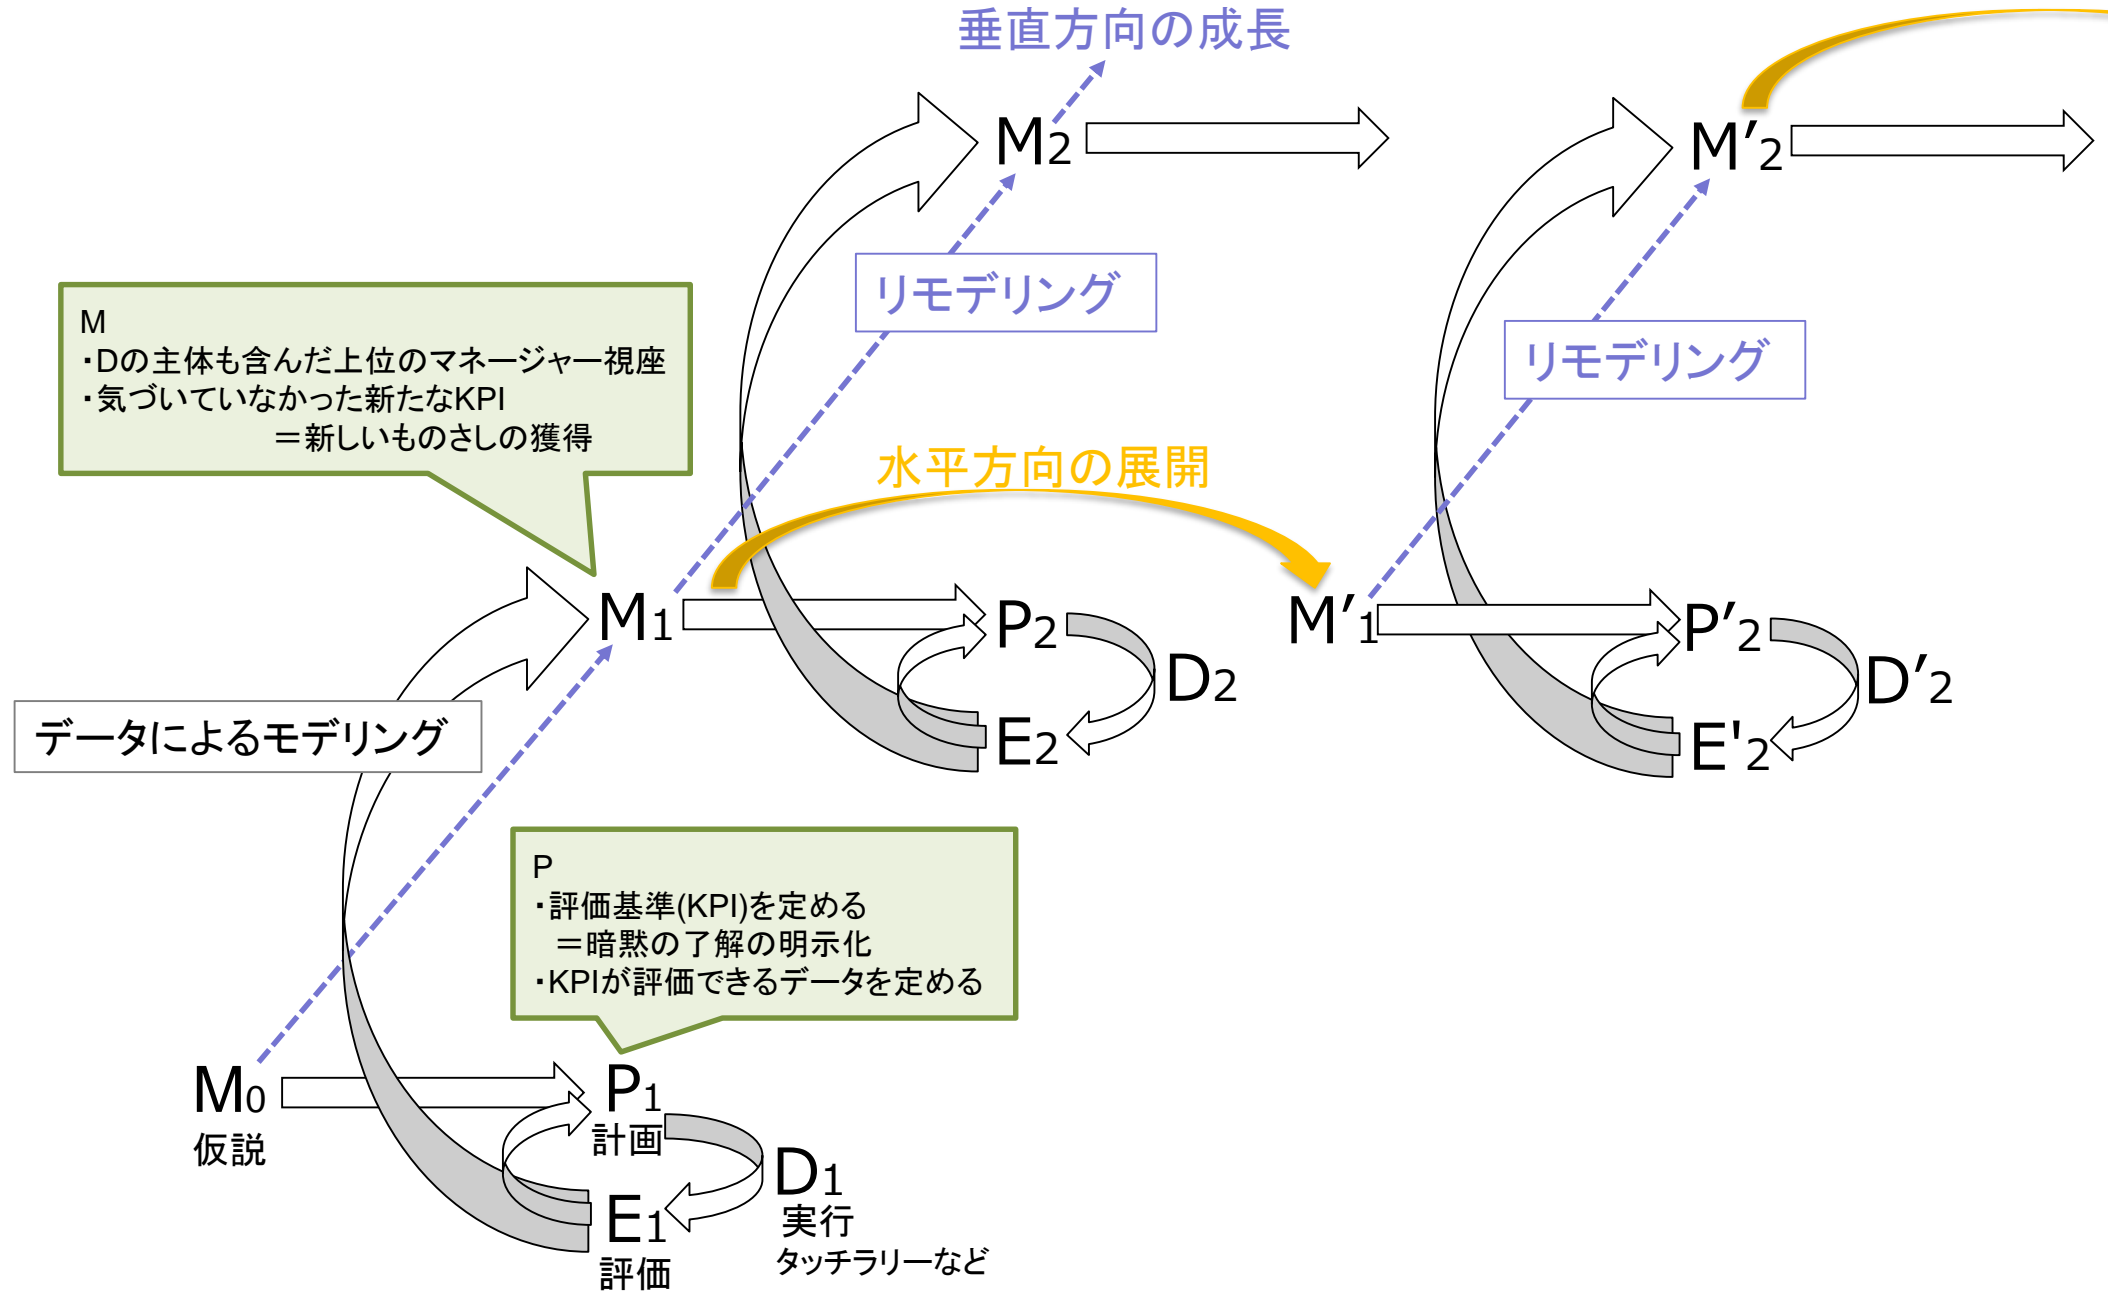 垂直方向の成長
M2
M′2
リモデリング
M
・Dの主体も含んだ上位のマネージャー視座
・気づいていなかった新たなKPI
＝新しいものさしの獲得
リモデリング
水平方向の展開
M1
P2
D2
E2
M′1
P′2
D′2
E'2
データによるモデリング
P
・評価基準(KPI)を定める
＝暗黙の了解の明示化
・KPIが評価できるデータを定める
M0
仮説
P1
計画
D1
実行
タッチラリーなど
E1
評価